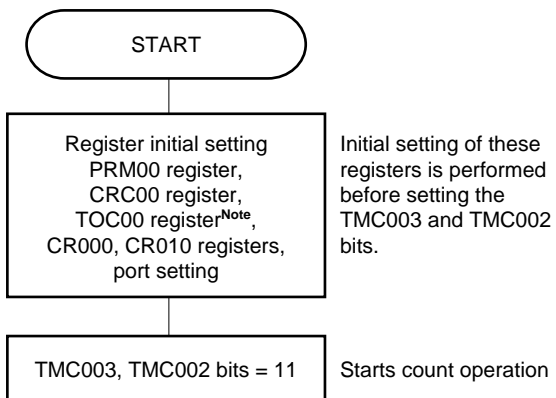 START
Register initial setting
PRM00 register,
CRC00 register,
TOC00 registerNote,
CR000, CR010 registers,
port setting
Initial setting of these
registers is performed
before setting the
TMC003 and TMC002
bits.
TMC003, TMC002 bits = 11
Starts count operation